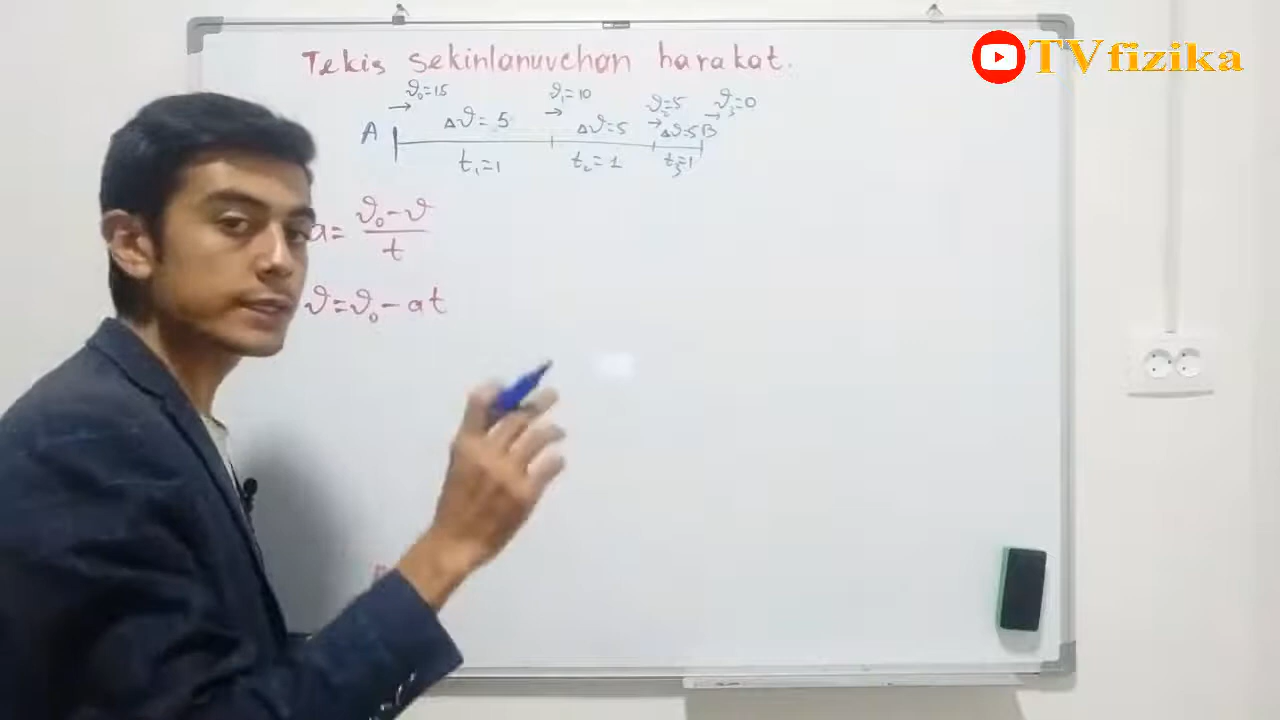 TVfizika
Tekis sekinlanuvchan harakat.
ϑ₀=15 ϑ₁=10 ϑ₂=5 ϑ₃=0
A Δϑ=5 Δϑ=5 Δϑ=5 B
t₁=1 t₂=1 t₃=1
a=(ϑ₀-ϑ)/t
ϑ=ϑ₀-at